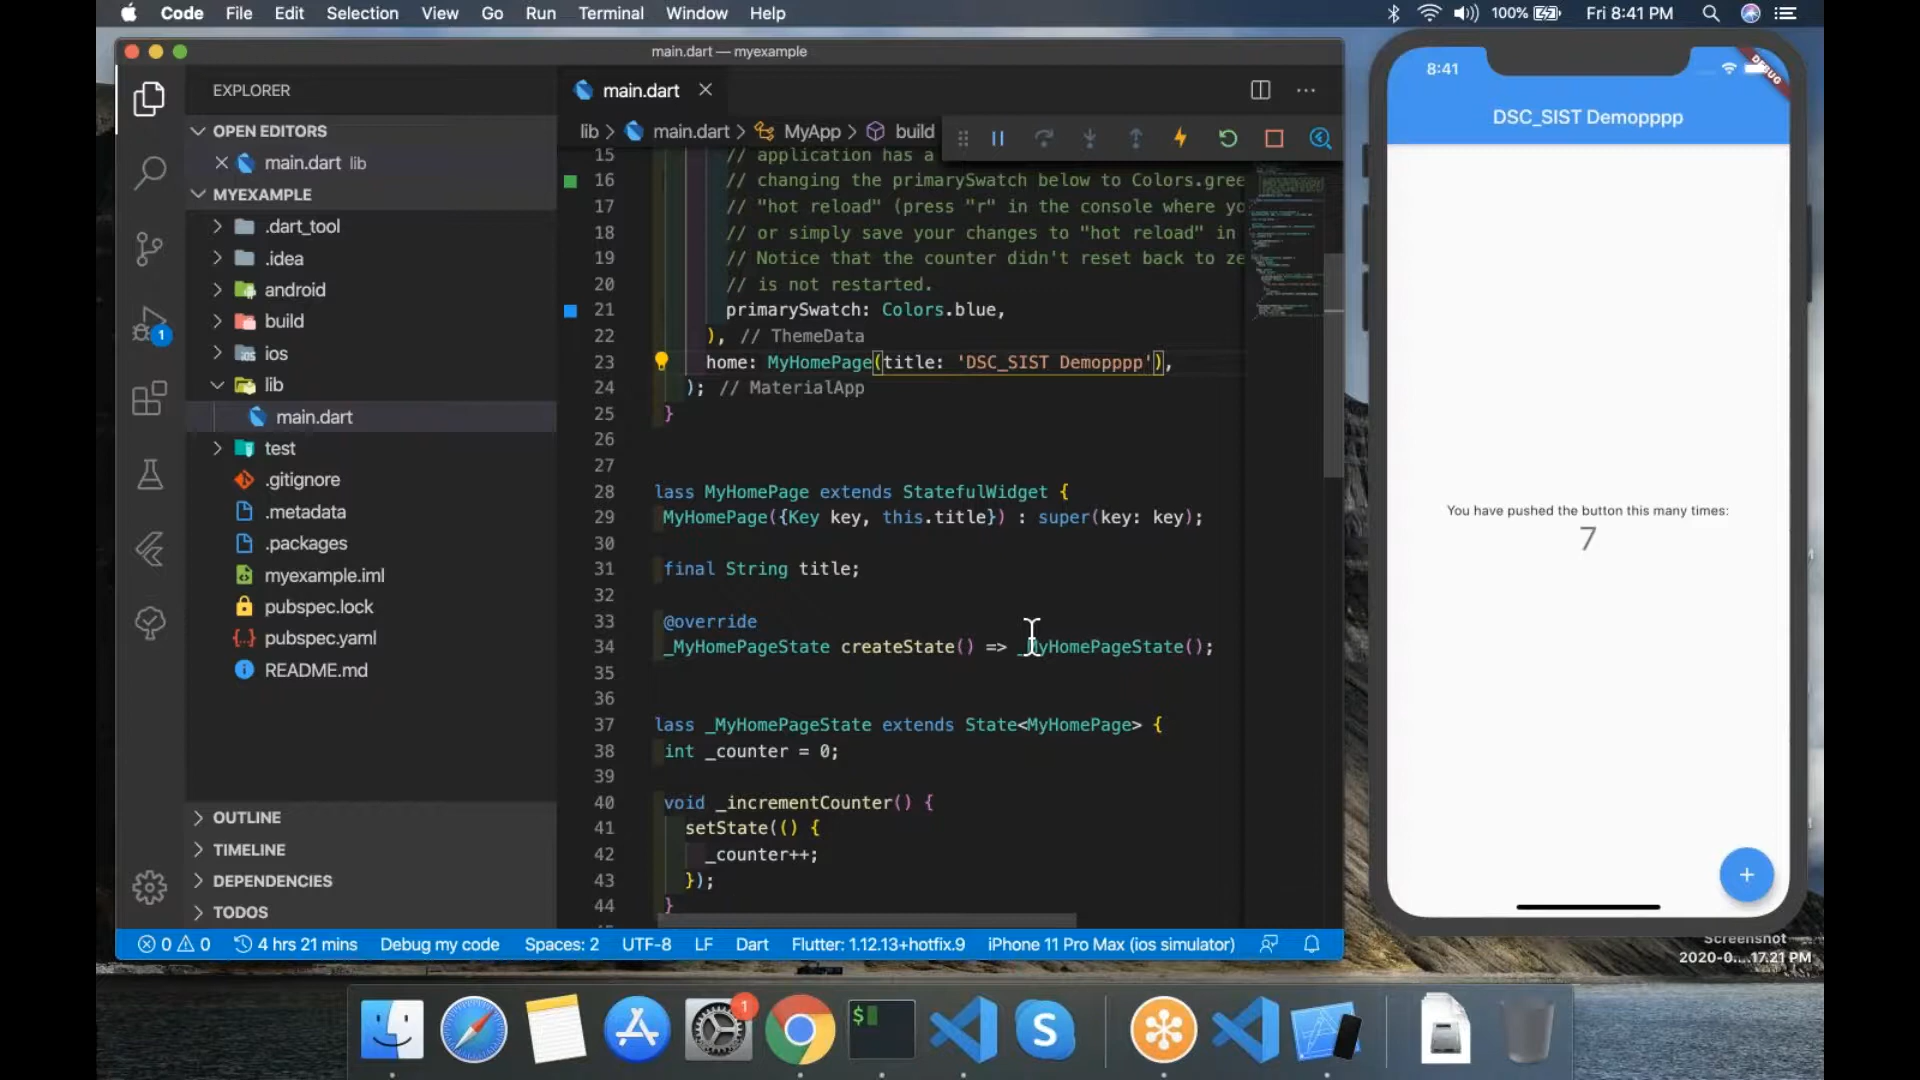 Code File Edit Selection View Go Run Terminal Window Help 100% Fri 8:41 PM
main.dart — myexample
EXPLORER
OPEN EDITORS
main.dart lib
MYEXAMPLE
.dart_tool
.idea
android
build
ios
lib
main.dart
test
.gitignore
.metadata
.packages
myexample.iml
pubspec.lock
pubspec.yaml
README.md
OUTLINE
TIMELINE
DEPENDENCIES
TODOS
1
main.dart
lib > main.dart > MyApp > build
15 // application has a
16 // changing the primarySwatch below to Colors.gree
17 // "hot reload" (press "r" in the console where yo
18 // or simply save your changes to "hot reload" in
19 // Notice that the counter didn't reset back to ze
20 // is not restarted.
21 primarySwatch: Colors.blue,
22 ), // ThemeData
23 home: MyHomePage(title: 'DSC_SIST Demopppp'),
24 ); // MaterialApp
25 }
26
27
28 lass MyHomePage extends StatefulWidget {
29 MyHomePage({Key key, this.title}) : super(key: key);
30
31 final String title;
32
33 @override
34 _MyHomePageState createState() => _MyHomePageState();
35
36
37 lass _MyHomePageState extends State<MyHomePage> {
38 int _counter = 0;
39
40 void _incrementCounter() {
41 setState(() {
42 _counter++;
43 });
44 }
0 0 4 hrs 21 mins Debug my code Spaces: 2 UTF-8 LF Dart Flutter: 1.12.13+hotfix.9 iPhone 11 Pro Max (ios simulator)
8:41
DEBUG
DSC_SIST Demopppp
You have pushed the button this many times:
7
+
Screenshot
2020-0....17.21 PM
1
$
S